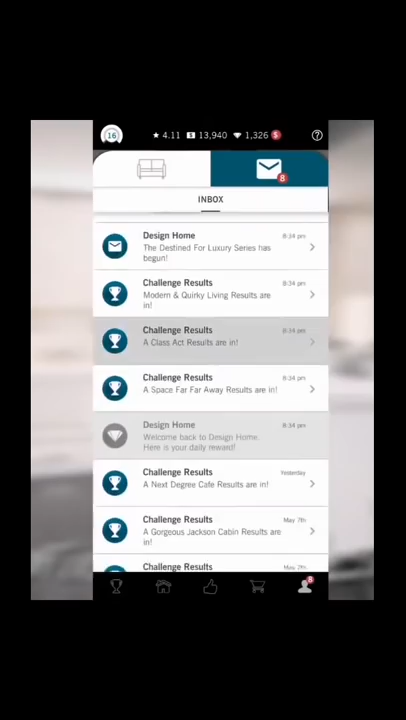 16 4.11 13,940 1,326 $ ?
8
INBOX
Design Home 8:34 pm
The Destined For Luxury Series has
begun!
Challenge Results 8:34 pm
Modern & Quirky Living Results are
in!
Challenge Results 8:34 pm
A Class Act Results are in!
Challenge Results 8:34 pm
A Space Far Far Away Results are in!
Design Home 8:34 pm
Welcome back to Design Home.
Here is your daily reward!
Challenge Results Yesterday
A Next Degree Cafe Results are in!
Challenge Results May 7th
A Gorgeous Jackson Cabin Results are
in!
Challenge Results May 7th
8